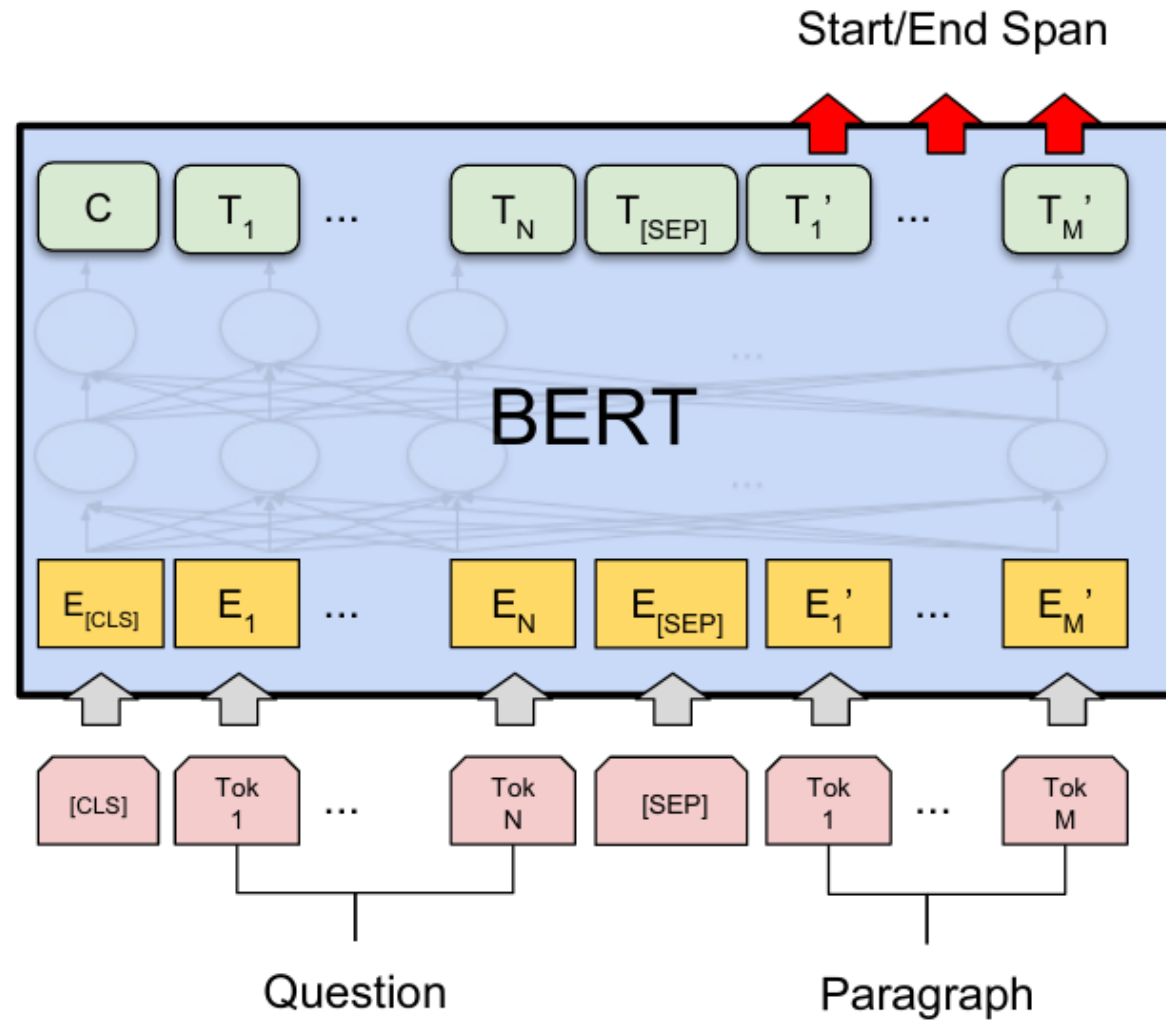 Start/End Span
C T1 ... TN T[SEP] T1’ ... TM’
...
BERT
...
E[CLS] E1 ... EN E[SEP] E1’ ... EM’
[CLS] Tok 1 ... Tok N [SEP] Tok 1 ... Tok M
Question Paragraph